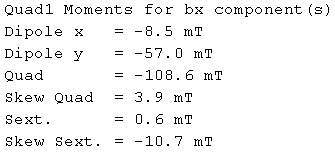 Quad1 Moments for bx component(s)
Dipole x   = -8.5 mT
Dipole y   = -57.0 mT
Quad       = -108.6 mT
Skew Quad  = 3.9 mT
Sext.      = 0.6 mT
Skew Sext. = -10.7 mT